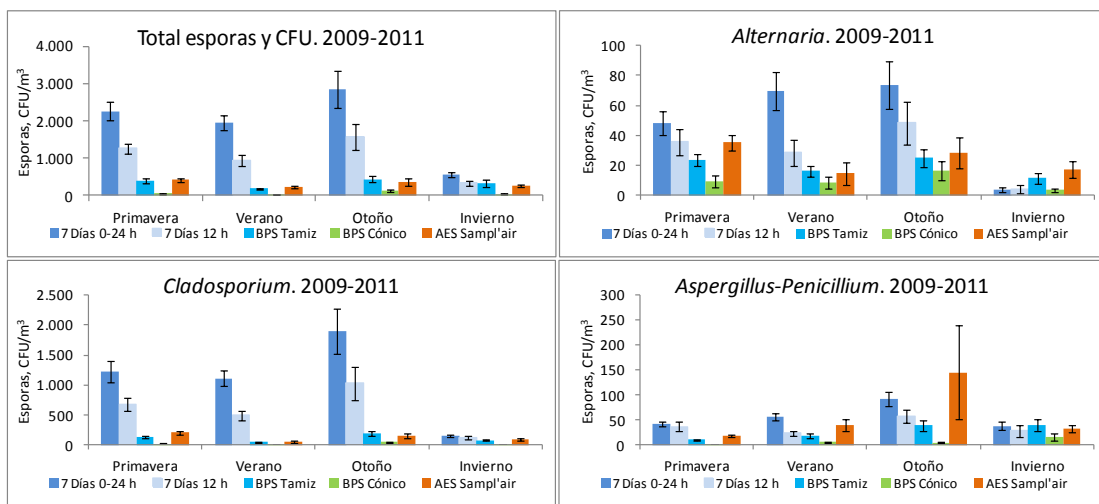 Total esporas y CFU. 2009-2011
Esporas, CFU/m³
4.000
3.000
2.000
1.000
0
Primavera Verano Otoño Invierno
7 Días 0-24 h 7 Días 12 h BPS Tamiz BPS Cónico AES Sampl'air
Alternaria. 2009-2011
Esporas, CFU/m³
100
80
60
40
20
0
Primavera Verano Otoño Invierno
7 Días 0-24 h 7 Días 12 h BPS Tamiz BPS Cónico AES Sampl'air
Cladosporium. 2009-2011
Esporas, CFU/m³
2.500
2.000
1.500
1.000
500
0
Primavera Verano Otoño Invierno
7 Días 0-24 h 7 Días 12 h BPS Tamiz BPS Cónico AES Sampl'air
Aspergillus-Penicillium. 2009-2011
Esporas, CFU/m³
300
250
200
150
100
50
0
Primavera Verano Otoño Invierno
7 Días 0-24 h 7 Días 12 h BPS Tamiz BPS Cónico AES Sampl'air